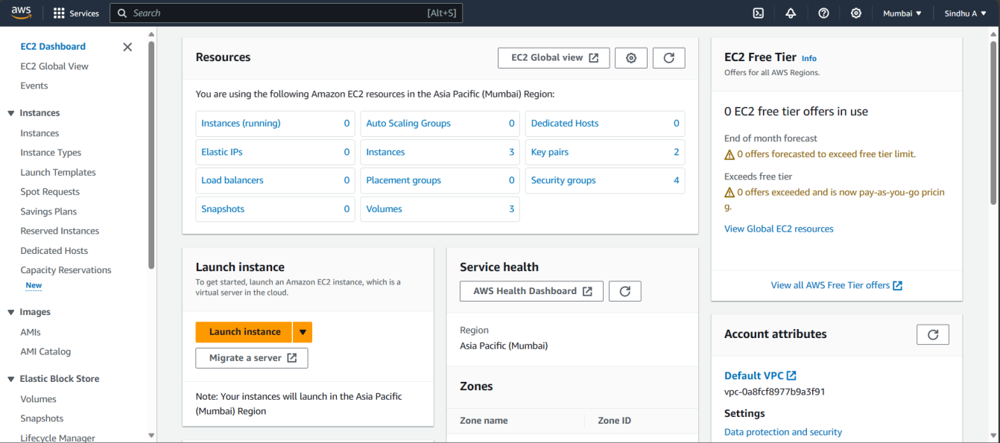 aws
Services
Search
[Alt+S]
Mumbai
Sindhu A
EC2 Dashboard
EC2 Global View
Events
Instances
Instances
Instance Types
Launch Templates
Spot Requests
Savings Plans
Reserved Instances
Dedicated Hosts
Capacity Reservations
New
Images
AMIs
AMI Catalog
Elastic Block Store
Volumes
Snapshots
Lifecycle Manager
Resources
EC2 Global view
You are using the following Amazon EC2 resources in the Asia Pacific (Mumbai) Region:
Instances (running) 0
Auto Scaling Groups 0
Dedicated Hosts 0
Elastic IPs 0
Instances 3
Key pairs 2
Load balancers 0
Placement groups 0
Security groups 4
Snapshots 0
Volumes 3
Launch instance
To get started, launch an Amazon EC2 instance, which is a
virtual server in the cloud.
Launch instance
Migrate a server
Note: Your instances will launch in the Asia Pacific
(Mumbai) Region
Service health
AWS Health Dashboard
Region
Asia Pacific (Mumbai)
Zones
Zone name
Zone ID
EC2 Free Tier Info
Offers for all AWS Regions.
0 EC2 free tier offers in use
End of month forecast
0 offers forecasted to exceed free tier limit.
Exceeds free tier
0 offers exceeded and is now pay-as-you-go pricin
g.
View Global EC2 resources
View all AWS Free Tier offers
Account attributes
Default VPC
vpc-0a8fcf8977b9a3f91
Settings
Data protection and security